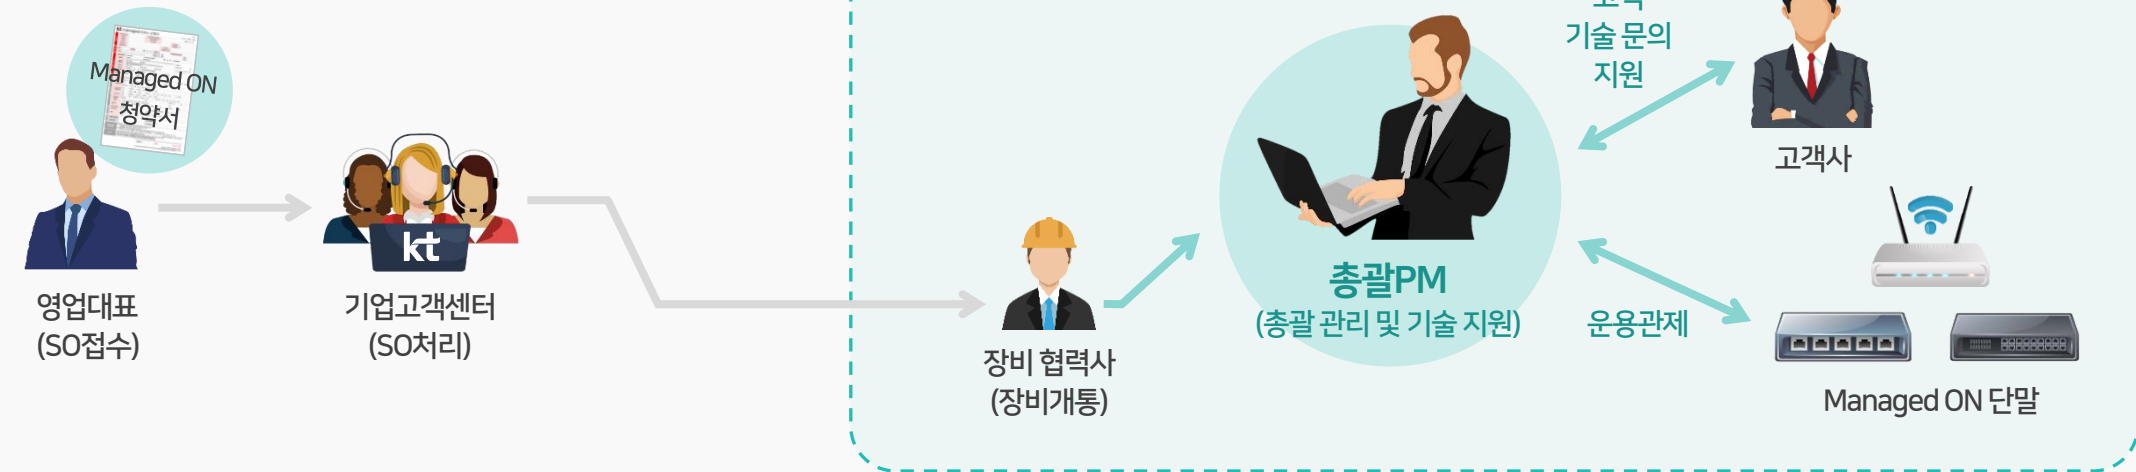 Managed ON
청약서
영업대표
(SO접수)
kt
기업고객센터
(SO처리)
장비 협력사
(장비개통)
총괄PM
(총괄 관리 및 기술 지원)
고객
기술 문의
지원
고객사
운용관제
Managed ON 단말